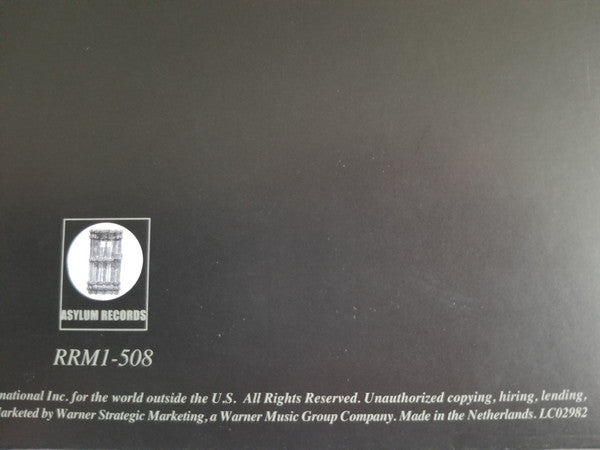 ASYLUM RECORDS
RRM1-508
national Inc. for the world outside the U.S. All Rights Reserved. Unauthorized copying, hiring, lending,
arketed by Warner Strategic Marketing, a Warner Music Group Company. Made in the Netherlands. LC02982